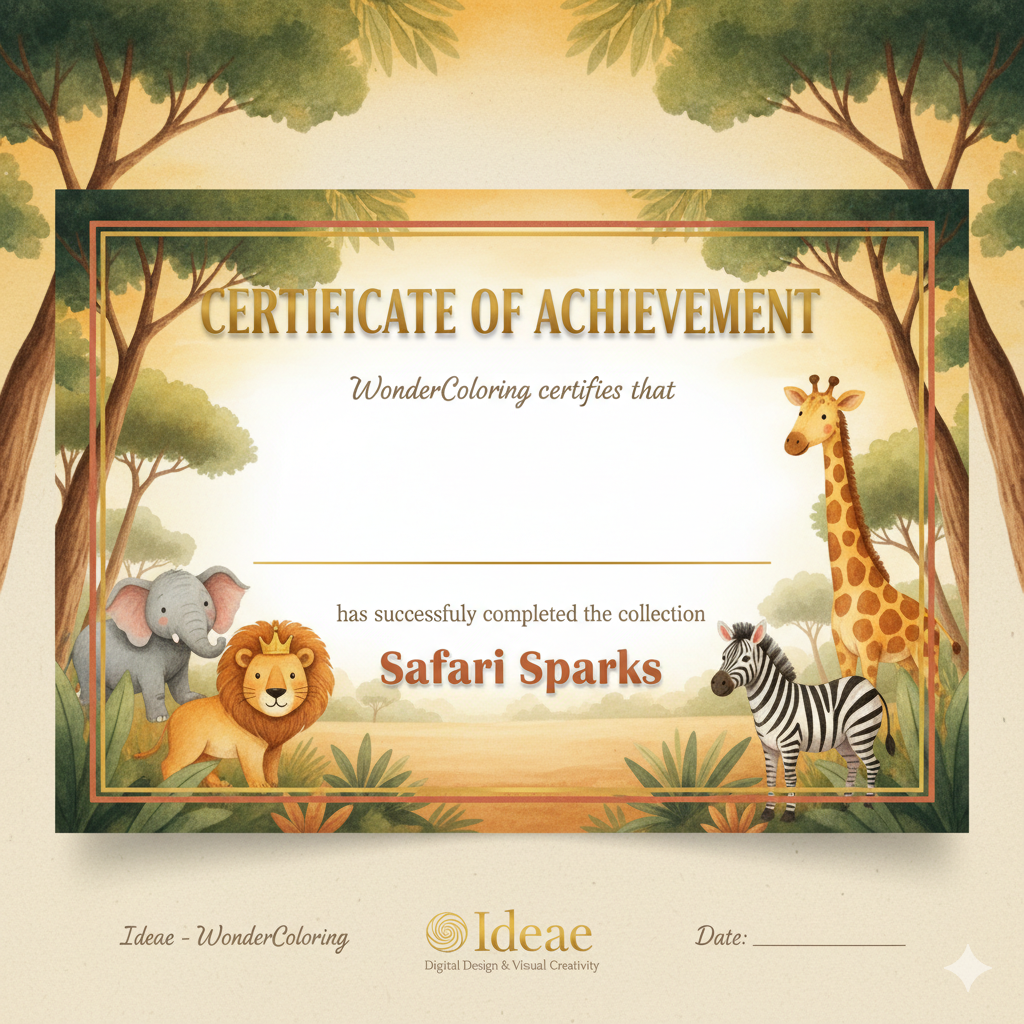 CERTIFICATE OF ACHIEVEMENT
WonderColoring certifies that
has successfuly completed the collection
Safari Sparks
Ideae - WonderColoring
Ideae
Digital Design & Visual Creativity
Date: _______________